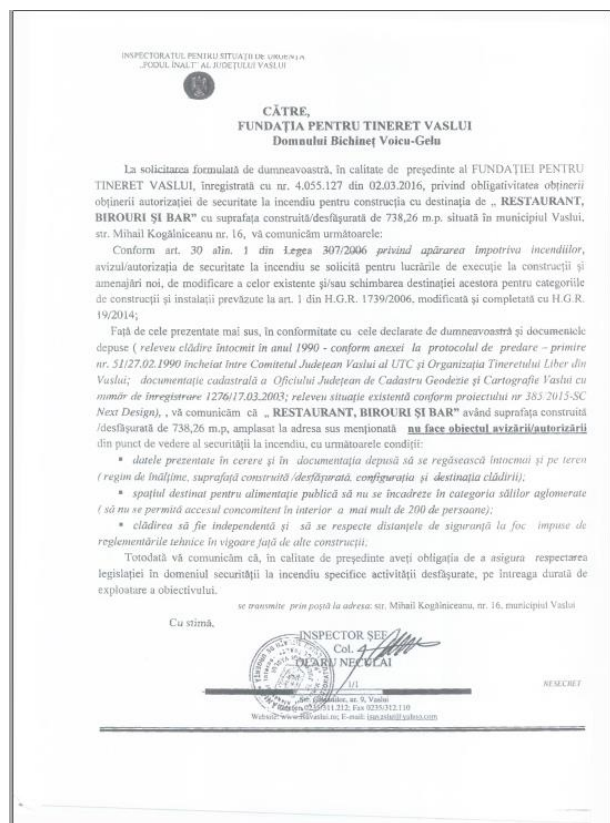 INSPECTORATUL PENTRU SITUAȚII DE URGENȚĂ
„PODUL ÎNALT" AL JUDEȚULUI VASLUI
CĂTRE,
FUNDAȚIA PENTRU TINERET VASLUI
Domnului Bichineț Voicu-Gelu
La solicitarea formulată de dumneavoastră, în calitate de președinte al FUNDAȚIEI PENTRU
TINERET VASLUI, înregistrată cu nr. 4.055.127 din 02.03.2016, privind obligativitatea obținerii
obținerii autorizației de securitate la incendiu pentru construcția cu destinația de „ RESTAURANT,
BIROURI ȘI BAR" cu suprafața construită/desfășurată de 738,26 m.p. situată în municipiul Vaslui,
str. Mihail Kogălniceanu nr. 16, vă comunicăm următoarele:
Conform art. 30 alin. 1 din Legea 307/2006 privind apărarea împotriva incendiilor,
avizul/autorizația de securitate la incendiu se solicită pentru lucrările de execuție la construcții și
amenajări noi, de modificare a celor existente și/sau schimbarea destinației acestora pentru categoriile
de construcții și instalații prevăzute la art. 1 din H.G.R. 1739/2006, modificată și completată cu H.G.R.
19/2014;
Față de cele prezentate mai sus, în conformitate cu cele declarate de dumneavoastră și documentele
depuse ( releveu clădire întocmit în anul 1990 - conform anexei la protocolul de predare – primire
nr. 51/27.02.1990 încheiat între Comitetul Județean Vaslui al UTC și Organizația Tineretului Liber din
Vaslui; documentație cadastrală a Oficiului Județean de Cadastru Geodezie și Cartografie Vaslui cu
număr de înregistrare 1276/17.03.2003; releveu situație existentă conform proiectului nr 385 2015-SC
Next Design), , vă comunicăm că „ RESTAURANT, BIROURI ȘI BAR" având suprafața construită
/desfășurată de 738,26 m.p, amplasat la adresa sus menționată nu face obiectul avizării/autorizării
din punct de vedere al securității la incendiu, cu următoarele condiții:
▪ datele prezentate în cerere și în documentația depusă să se regăsească întocmai și pe teren
( regim de înălțime, suprafața construită /desfășurată, configurația și destinația clădirii);
▪ spațiul destinat pentru alimentație publică să nu se încadreze în categoria sălilor aglomerate
( să nu se permită accesul concomitent în interior a mai mult de 200 de persoane);
▪ clădirea să fie independentă și să se respecte distanțele de siguranță la foc impuse de
reglementările tehnice în vigoare față de alte construcții;
Totodată vă comunicăm că, în calitate de președinte aveți obligația de a asigura respectarea
legislației în domeniul securității la incendiu specifice activității desfășurate, pe întreaga durată de
exploatare a obiectivului.
se transmite prin poștă la adresa: str. Mihail Kogălniceanu, nr. 16, municipiul Vaslui
Cu stimă,
INSPECTOR ȘEF
Col.
OLARU NECULAI
1/1
NESECRET
nr. 9, Vaslui
0235/311.212; Fax 0235/312.110
Website: www.isuvaslui.ro; E-mail: isuvaslui@yahoo.com